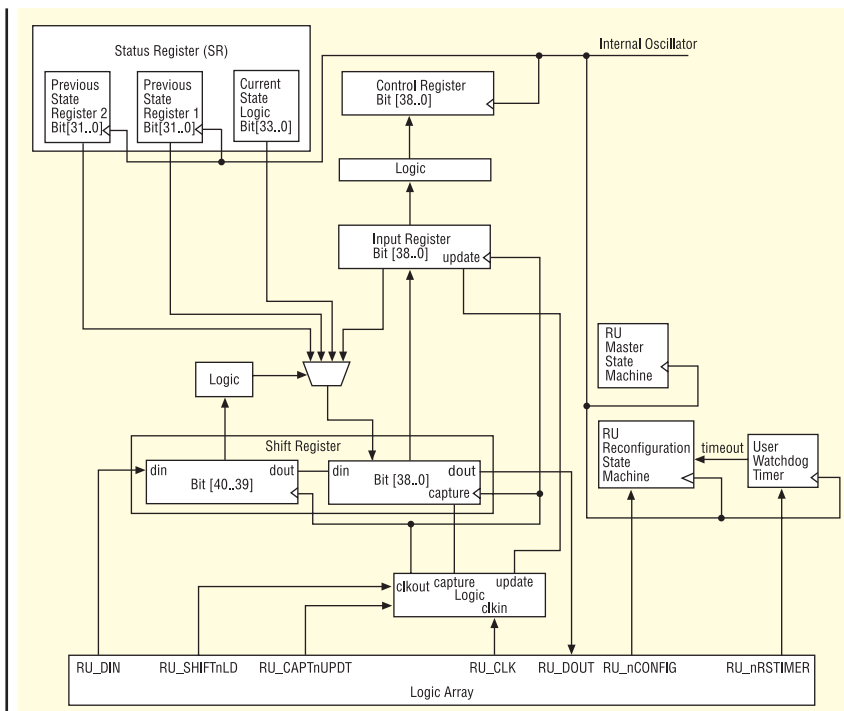 Internal Oscillator
Status Register (SR)
Previous
State
Register 2
Bit[31..0]
Previous
State
Register 1
Bit[31..0]
Current
State
Logic
Bit[33..0]
Control Register
Bit [38..0]
Logic
Input Register
Bit [38..0]
update
RU
Master
State
Machine
Logic
Shift Register
din
dout
Bit [40..39]
din
dout
Bit [38..0]
capture
RU
Reconfiguration
State
Machine
timeout
User
Watchdog
Timer
clkout
capture
update
Logic
clkin
RU_DIN
RU_SHIFTnLD
RU_CAPTnUPDT
RU_CLK
RU_DOUT
RU_nCONFIG
RU_nRSTIMER
Logic Array